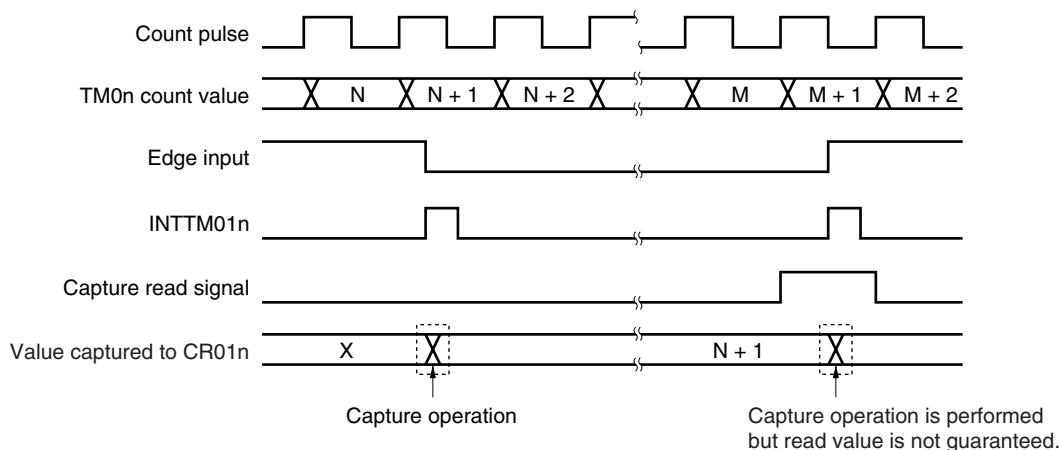 Count pulse
TM0n count value
N
N + 1
N + 2
M
M + 1
M + 2
Edge input
INTTM01n
Capture read signal
Value captured to CR01n
X
N + 1
Capture operation
Capture operation is performed
but read value is not guaranteed.